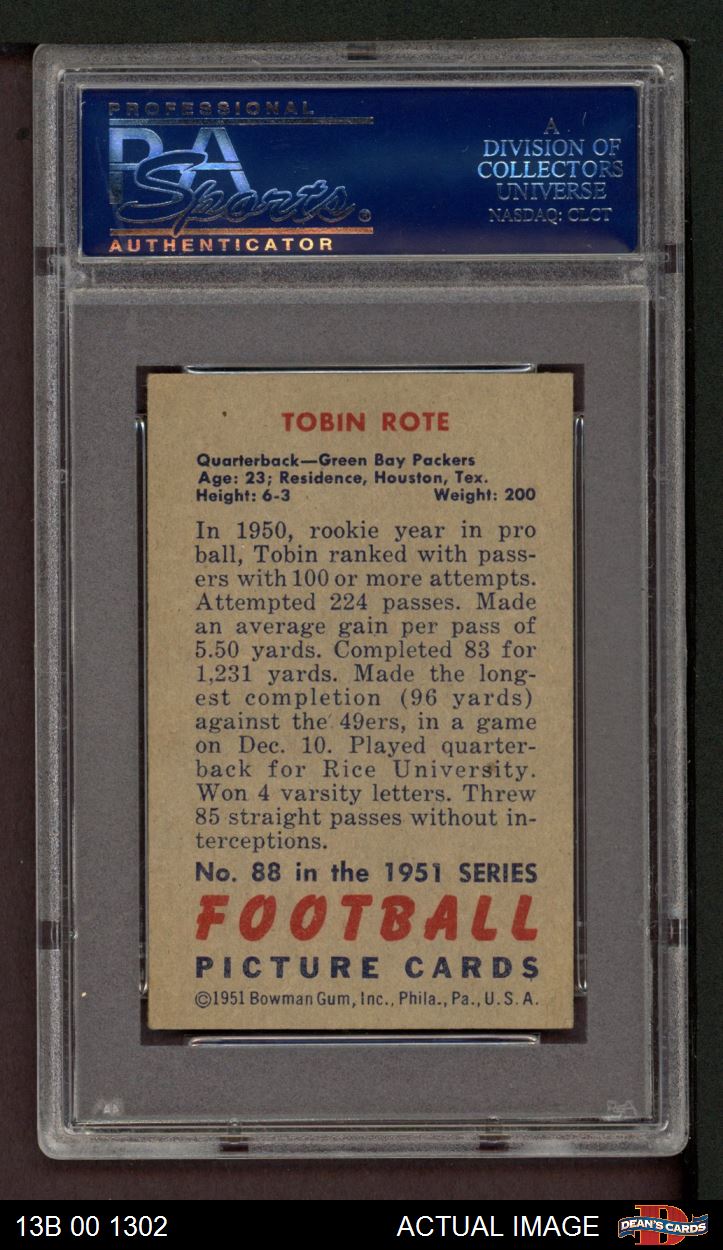 PROFESSIONAL
PSA
Sports®
AUTHENTICATOR
A
DIVISION OF
COLLECTORS
UNIVERSE
NASDAQ: CLCT
TOBIN ROTE
Quarterback—Green Bay Packers
Age: 23; Residence, Houston, Tex.
Height: 6-3 Weight: 200
In 1950, rookie year in pro
ball, Tobin ranked with pass-
ers with 100 or more attempts.
Attempted 224 passes. Made
an average gain per pass of
5.50 yards. Completed 83 for
1,231 yards. Made the long-
est completion (96 yards)
against the 49ers, in a game
on Dec. 10. Played quarter-
back for Rice University.
Won 4 varsity letters. Threw
85 straight passes without in-
terceptions.
No. 88 in the 1951 SERIES
FOOTBALL
PICTURE CARDS
©1951 Bowman Gum, Inc., Phila., Pa., U.S.A.
PSA
13B 00 1302 ACTUAL IMAGE DEAN'S CARDS